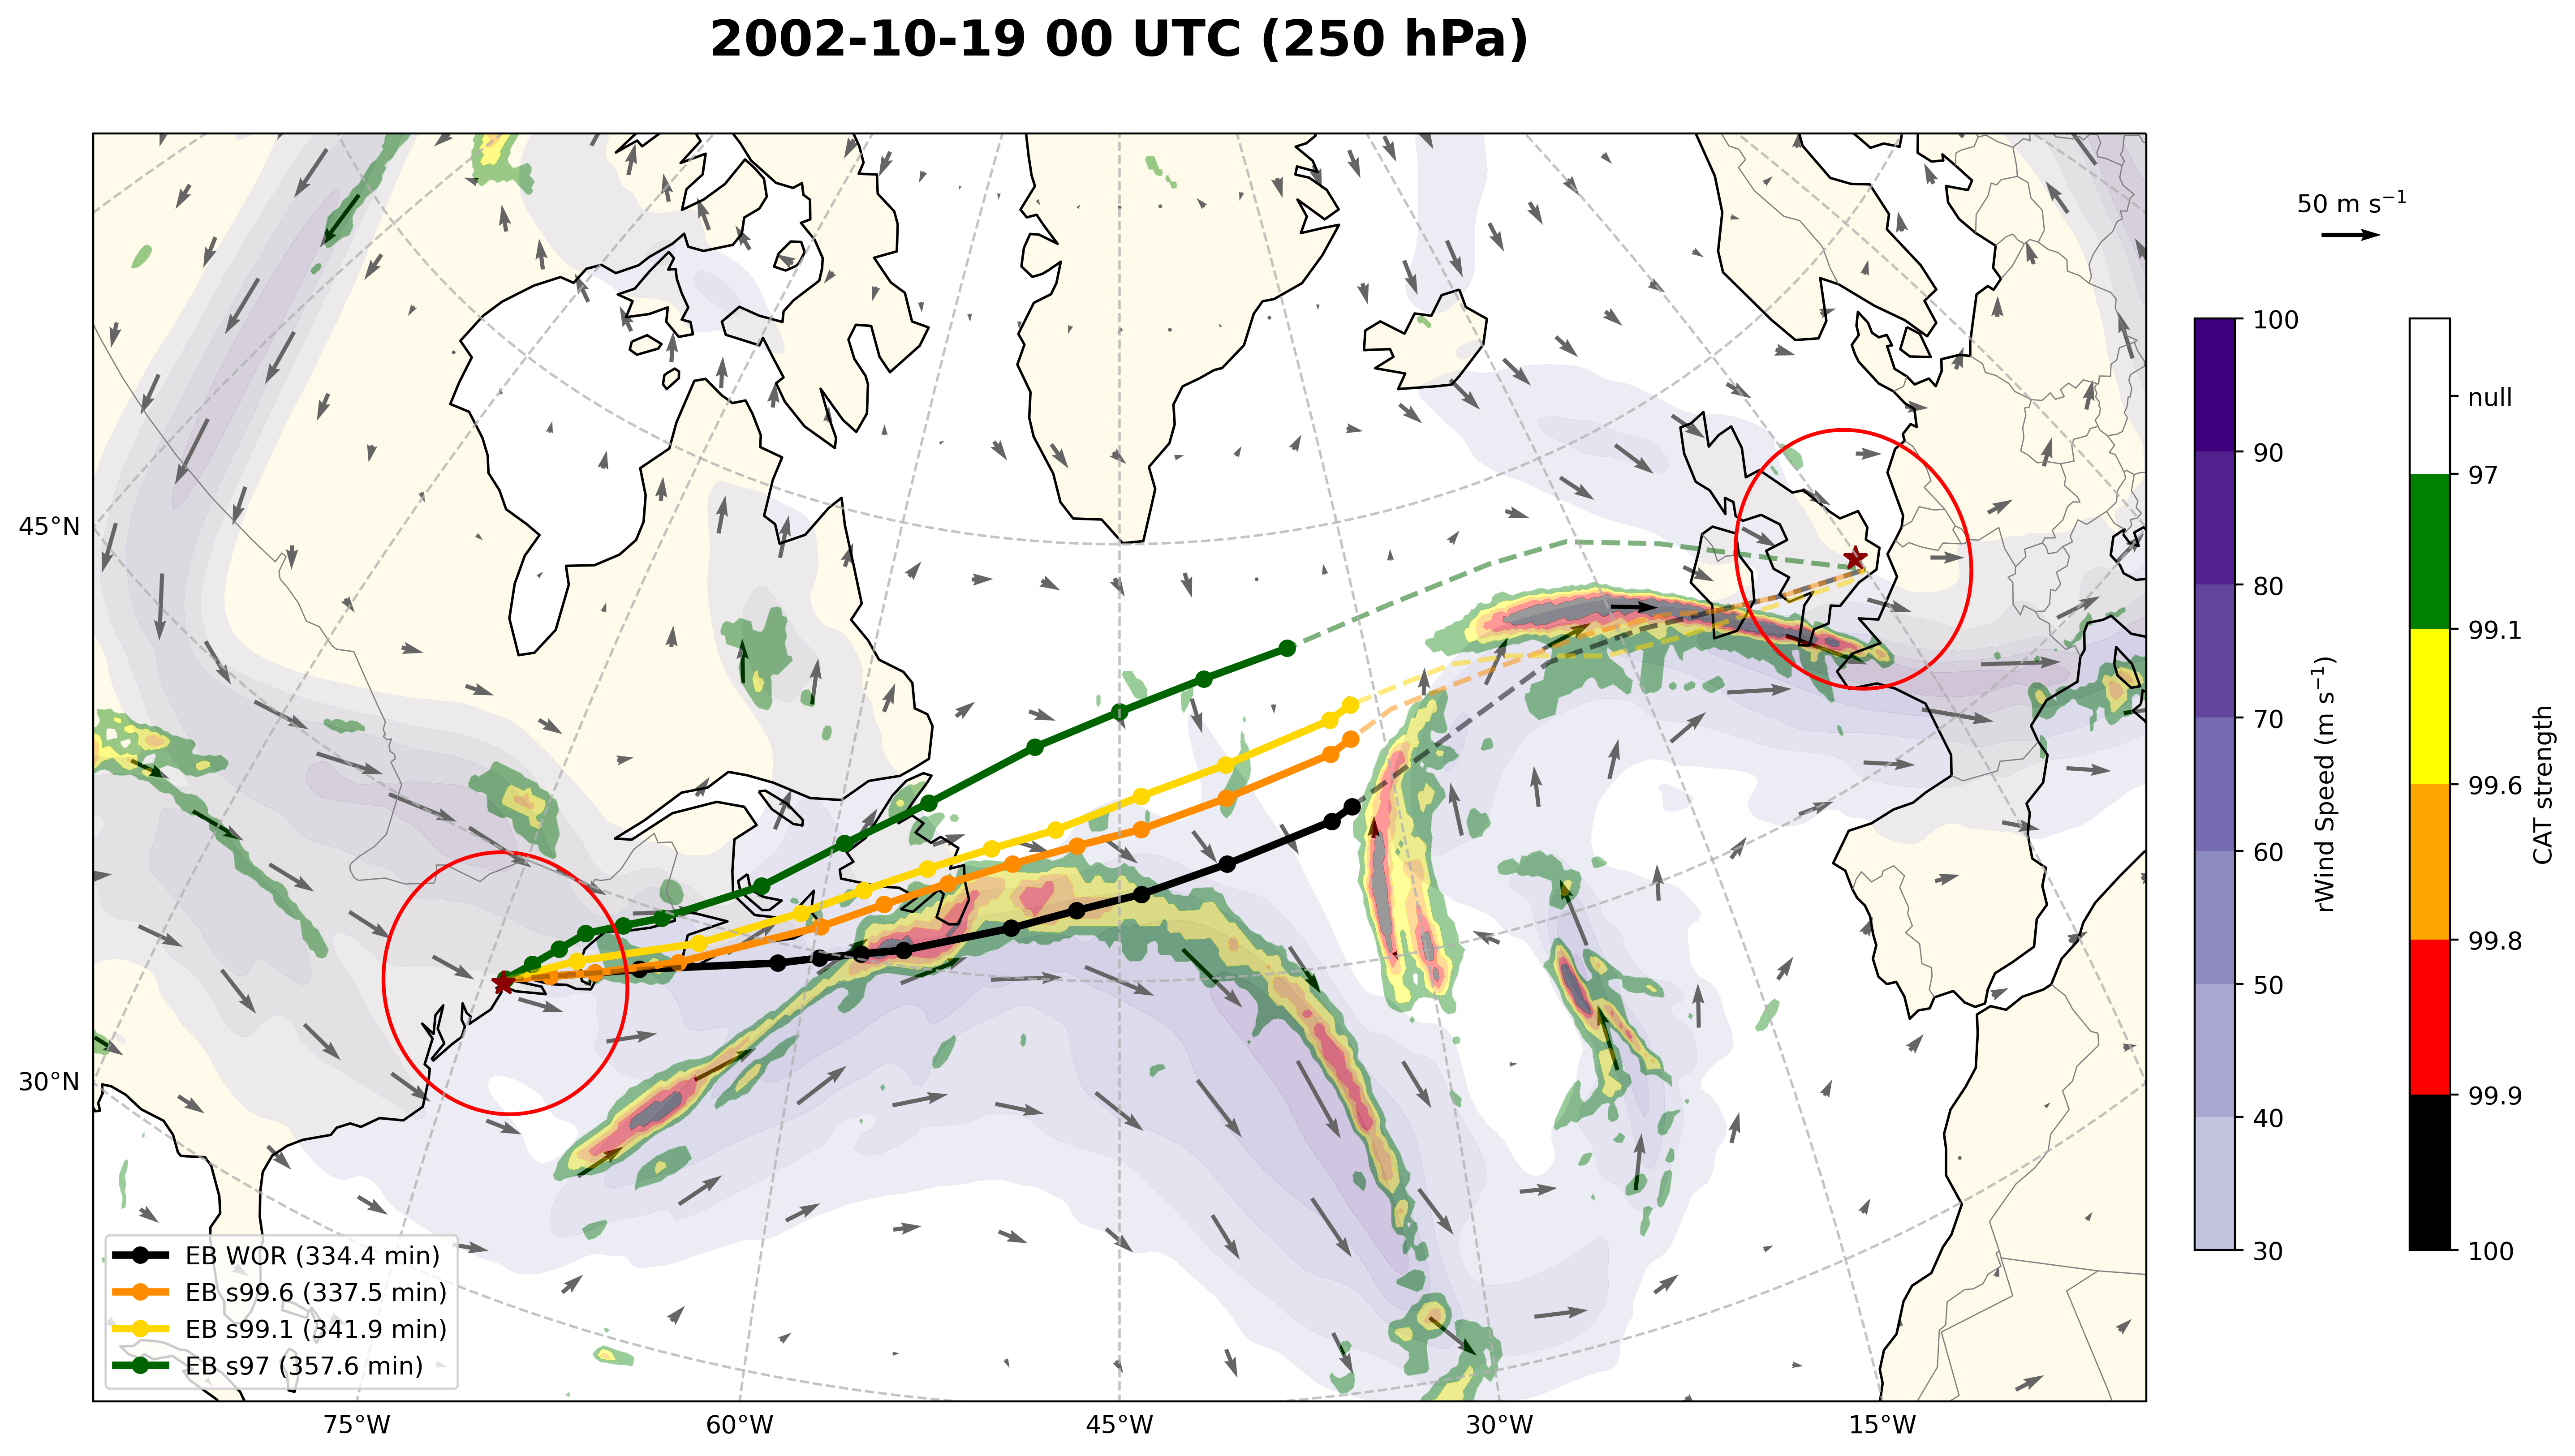 2002-10-19 00 UTC (250 hPa)
50 m s⁻¹
45°N
30°N
75°W
60°W
45°W
30°W
15°W
EB WOR (334.4 min)
EB s99.6 (337.5 min)
EB s99.1 (341.9 min)
EB s97 (357.6 min)
100
90
80
70
60
50
40
30
rWind Speed (m s⁻¹)
null
97
99.1
99.6
99.8
99.9
100
CAT strength